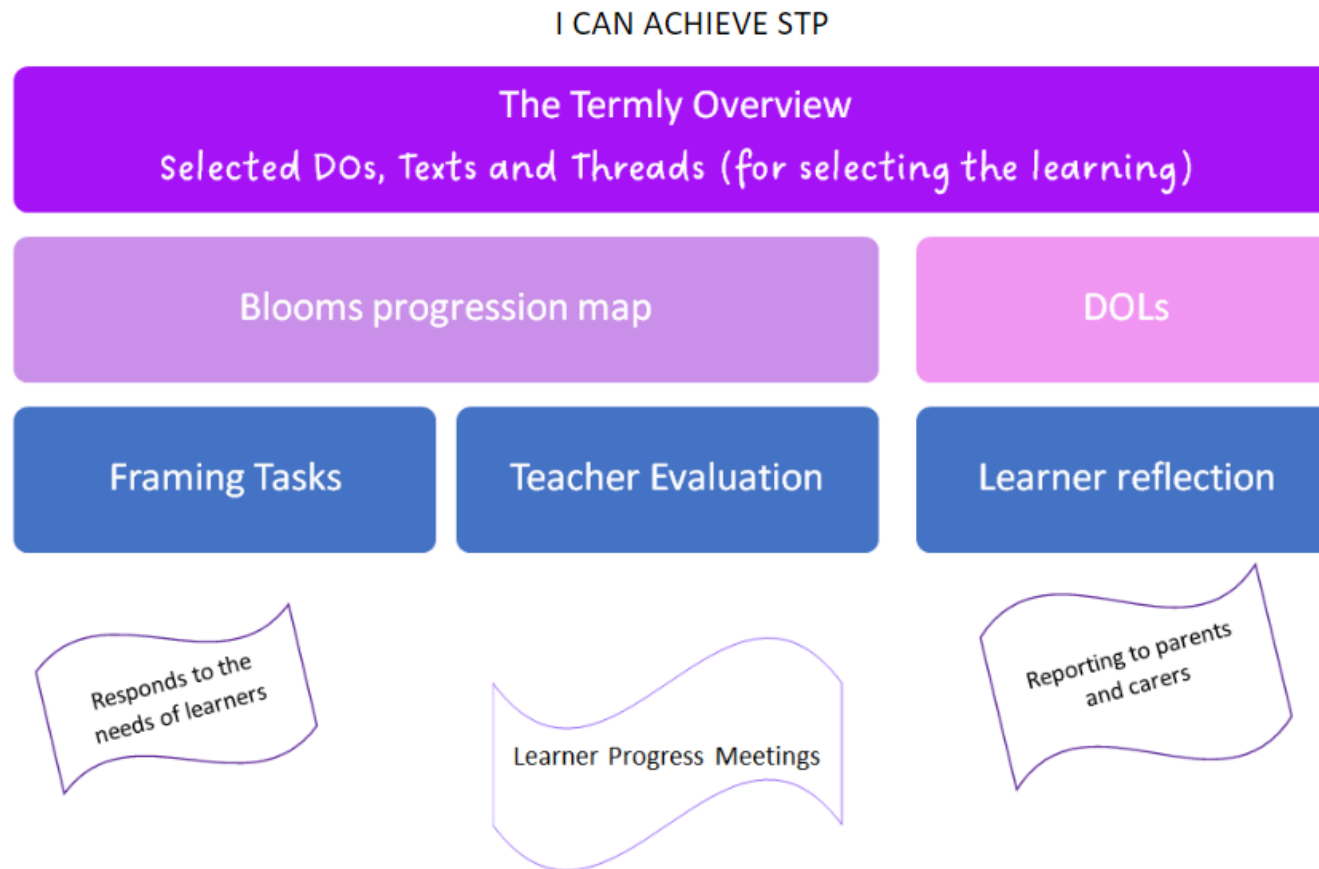 I CAN ACHIEVE STP
The Termly Overview
Selected DOs, Texts and Threads (for selecting the learning)
Blooms progression map
DOLs
Framing Tasks
Teacher Evaluation
Learner reflection
Responds to the
needs of learners
Learner Progress Meetings
Reporting to parents
and carers